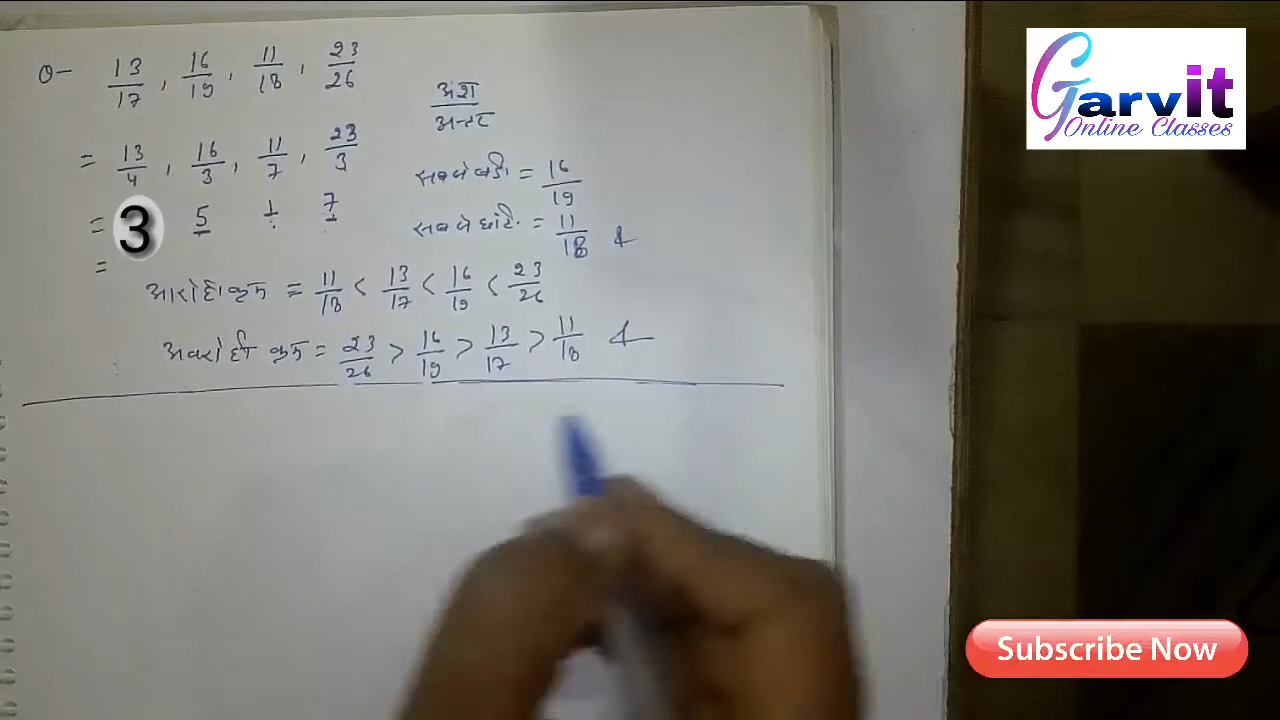 Q- 13/17, 16/19, 11/18, 23/26
अंश/अन्तर
= 13/4, 16/3, 11/7, 23/3
सबसे बड़ी = 16/19
= 3 5 1 7
सबसे छोटी = 11/18
=
आरोही क्रम = 11/18 < 13/17 < 16/19 < 23/26
अवरोही क्रम = 23/26 > 16/19 > 13/17 > 11/18
Garvit
Online Classes
Subscribe Now